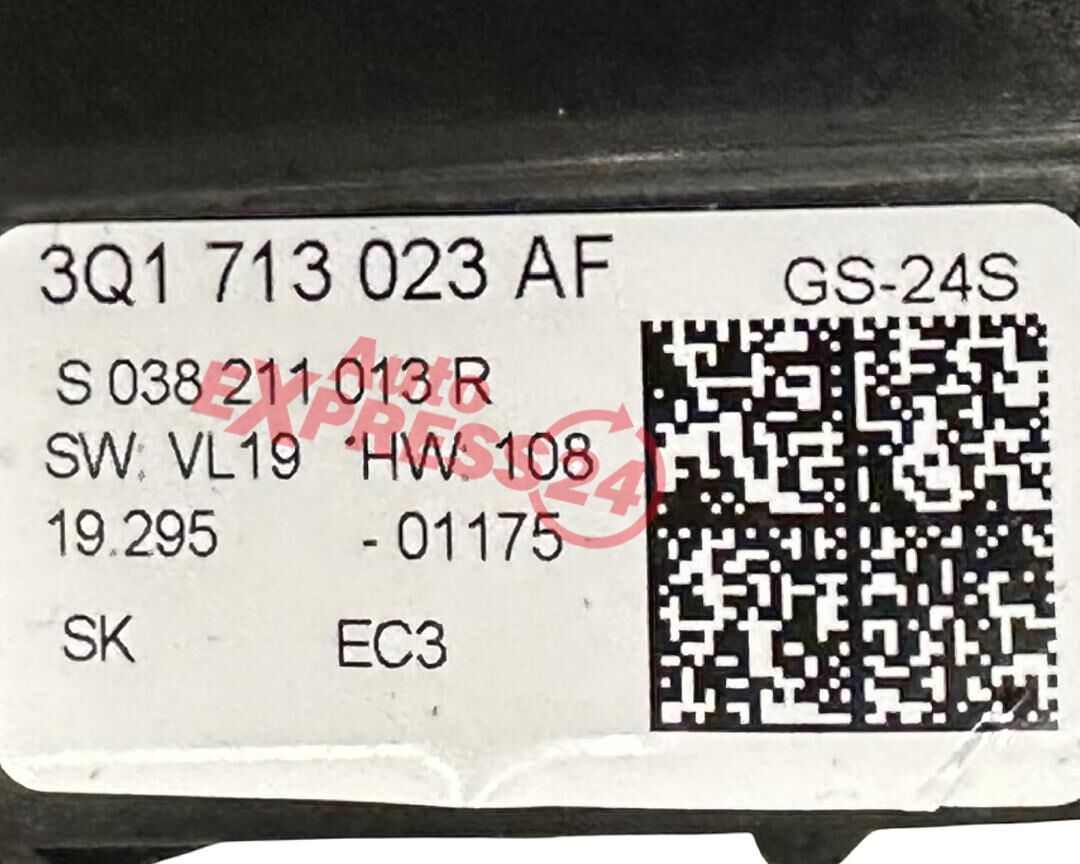 3Q1 713 023 AF
GS-24S
S 038 211 013 R
Auto
EXPRESS24
SW: VL19 HW: 108
19.295 - 01175
SK EC3